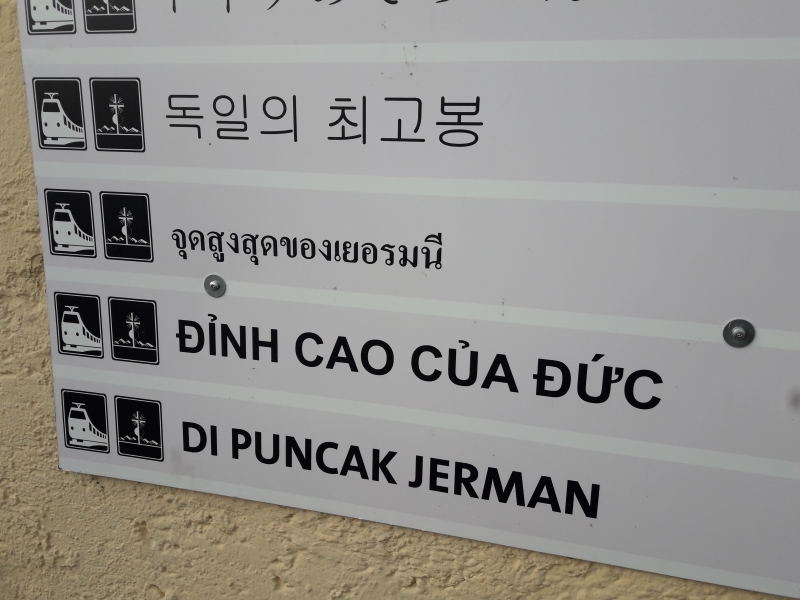 독일의 최고봉
จุดสูงสุดของเยอรมนี
ĐỈNH CAO CỦA ĐỨC
DI PUNCAK JERMAN